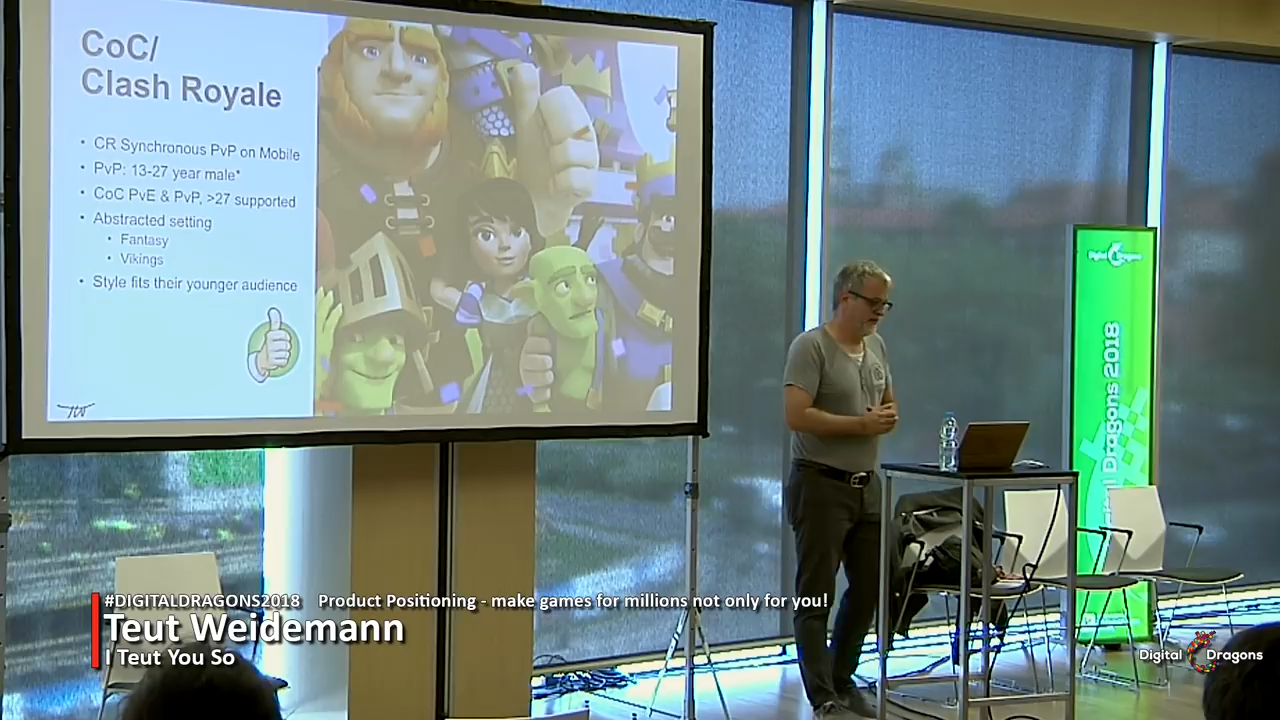 CoC/
Clash Royale
• CR Synchronous PvP on Mobile
• PvP: 13-27 year male*
• CoC PvE & PvP, >27 supported
• Abstracted setting
• Fantasy
• Vikings
• Style fits their younger audience
Digital Dragons
Digital Dragons 2018
#DIGITALDRAGONS2018 Product Positioning - make games for millions not only for you!
Teut Weidemann
I Teut You So
Digital Dragons